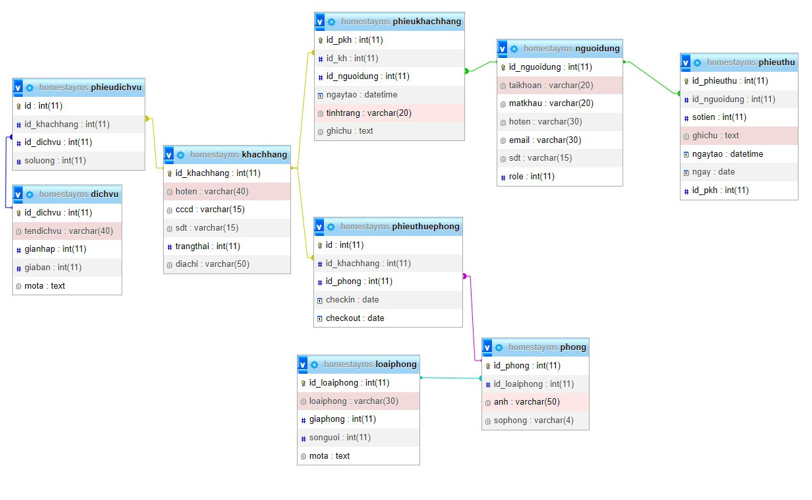 homestayms phieudichvu
id : int(11)
id_khachhang : int(11)
id_dichvu : int(11)
soluong : int(11)
homestayms dichvu
id_dichvu : int(11)
tendichvu : varchar(40)
gianhap : int(11)
giaban : int(11)
mota : text
homestayms khachhang
id_khachhang : int(11)
hoten : varchar(40)
cccd : varchar(15)
sdt : varchar(15)
trangthai : int(11)
diachi : varchar(50)
homestayms phieukhachhang
id_pkh : int(11)
id_kh : int(11)
id_nguoidung : int(11)
ngaytao : datetime
tinhtrang : varchar(20)
ghichu : text
homestayms phieuthuephong
id : int(11)
id_khachhang : int(11)
id_phong : int(11)
checkin : date
checkout : date
homestayms loaiphong
id_loaiphong : int(11)
loaiphong : varchar(30)
giaphong : int(11)
songuoi : int(11)
mota : text
homestayms nguoidung
id_nguoidung : int(11)
taikhoan : varchar(20)
matkhau : varchar(20)
hoten : varchar(30)
email : varchar(30)
sdt : varchar(15)
role : int(11)
homestayms phong
id_phong : int(11)
id_loaiphong : int(11)
anh : varchar(50)
sophong : varchar(4)
homestayms phieuthu
id_phieuthu : int(11)
id_nguoidung : int(11)
sotien : int(11)
ghichu : text
ngaytao : datetime
ngay : date
id_pkh : int(11)